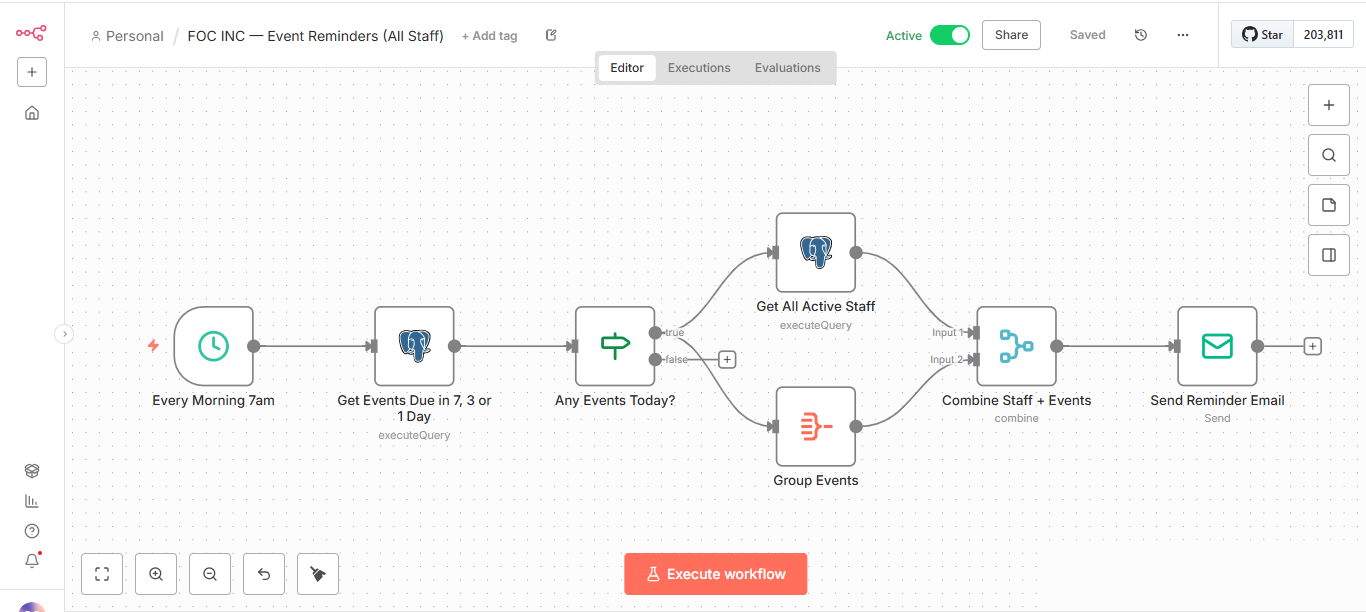 Personal / FOC INC — Event Reminders (All Staff) + Add tag
Active Share Saved ... Star 203,811
Editor Executions Evaluations
Get All Active Staff
executeQuery
true
false
Input 1
Input 2
Every Morning 7am
Get Events Due in 7, 3 or
1 Day
executeQuery
Any Events Today?
Combine Staff + Events
combine
Send Reminder Email
Send
Group Events
Execute workflow